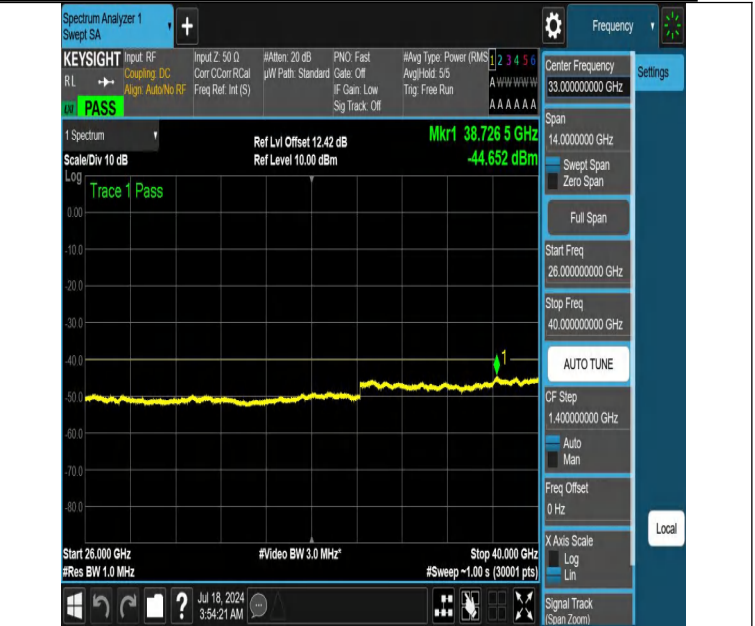 Spectrum Analyzer 1
Swept SA
+
Frequency
KEYSIGHT
RL
PASS
Input: RF
Coupling: DC
Align: Auto/No RF
Input Z: 50 Ω
Corr CCorr RCal
Freq Ref: Int (S)
#Atten: 20 dB
µW Path: Standard
PNO: Fast
Gate: Off
IF Gain: Low
Sig Track: Off
#Avg Type: Power (RMS
Avg|Hold: 5/5
Trig: Free Run
1 2 3 4 5 6
A W W W W W
A A A A A A
1 Spectrum
Scale/Div 10 dB
Ref Lvl Offset 12.42 dB
Ref Level 10.00 dBm
Mkr1 38.726 5 GHz
-44.652 dBm
Log
Trace 1 Pass
0.00
-10.0
-20.0
-30.0
-40.0
1
-50.0
-60.0
-70.0
-80.0
Start 26.000 GHz
#Res BW 1.0 MHz
#Video BW 3.0 MHz*
Stop 40.000 GHz
#Sweep ~1.00 s (30001 pts)
Jul 18, 2024
3:54:21 AM
?
Center Frequency
33.000000000 GHz
Settings
Span
14.0000000 GHz
Swept Span
Zero Span
Full Span
Start Freq
26.000000000 GHz
Stop Freq
40.000000000 GHz
AUTO TUNE
CF Step
1.400000000 GHz
Auto
Man
Freq Offset
0 Hz
X Axis Scale
Log
Lin
Local
Signal Track
(Span Zoom)